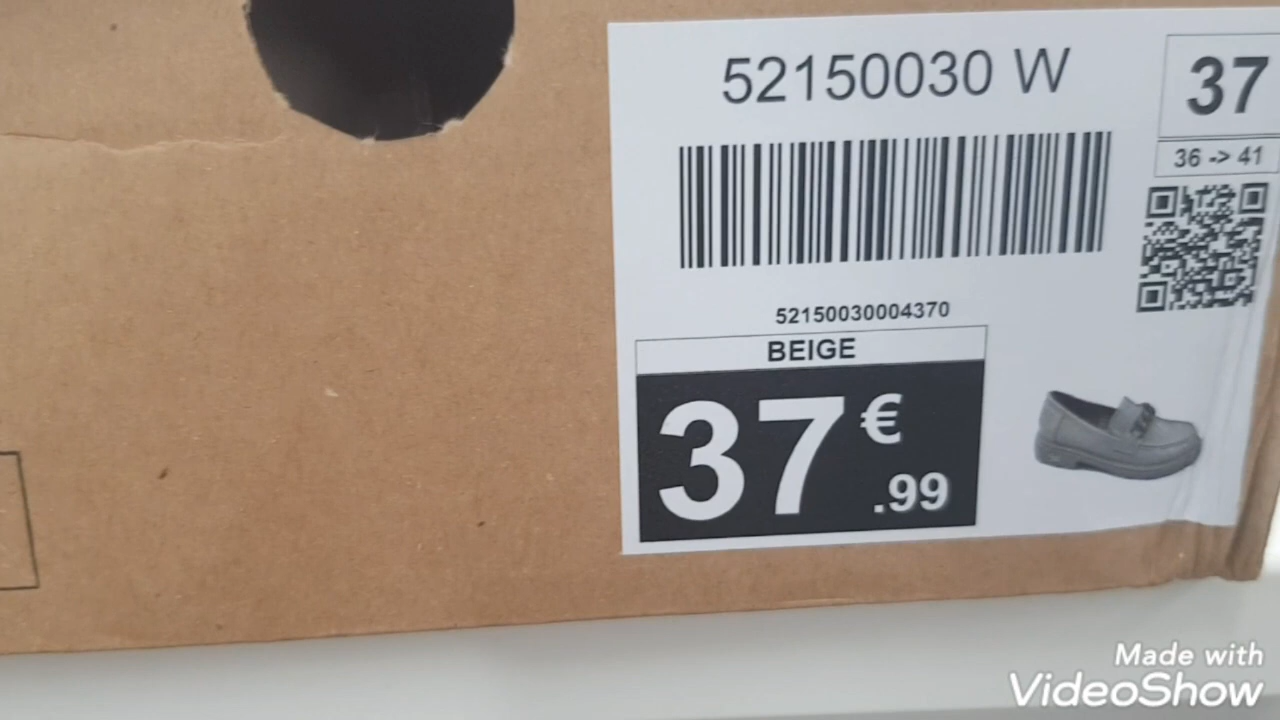 52150030 W
37
36 -> 41
52150030004370
BEIGE
37€.99
Made with
VideoShow